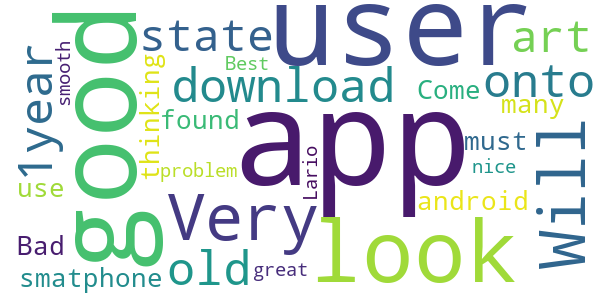 good
user
state
art
1year
smooth
thinking
Best
download
Come
onto
many
found
app
must
Will
use
problem
Lario
nice
android
Very
look
Bad
old
great
smatphone